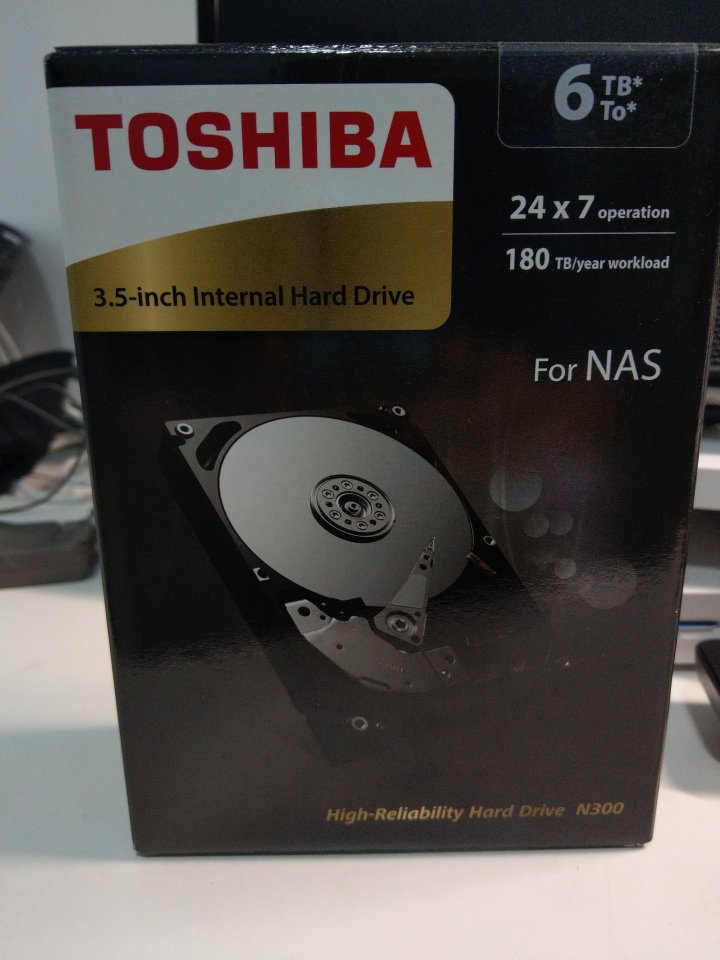 TOSHIBA
3.5-inch Internal Hard Drive
6 TB*
To*
24 x 7 operation
180 TB/year workload
For NAS
High-Reliability Hard Drive N300